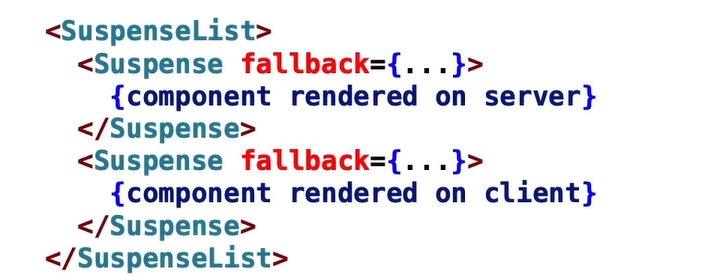 <SuspenseList>
  <Suspense fallback={...}>
    {component rendered on server}
  </Suspense>
  <Suspense fallback={...}>
    {component rendered on client}
  </Suspense>
</SuspenseList>